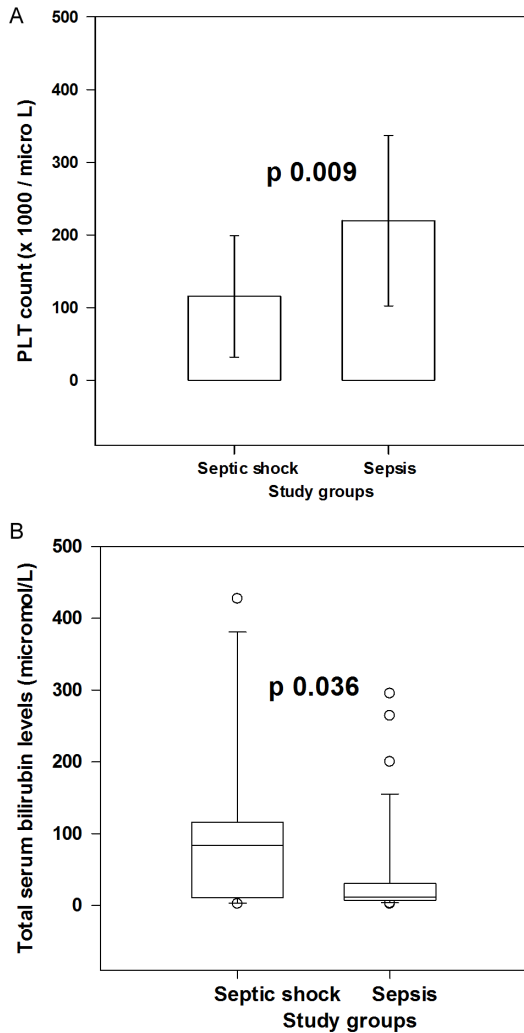 A
500
400
300
200
100
0
PLT count (x 1000 / micro L)
p 0.009
Septic shock Sepsis
Study groups
B
500
400
300
200
100
0
Total serum bilirubin levels (micromol/L)
p 0.036
Septic shock Sepsis
Study groups